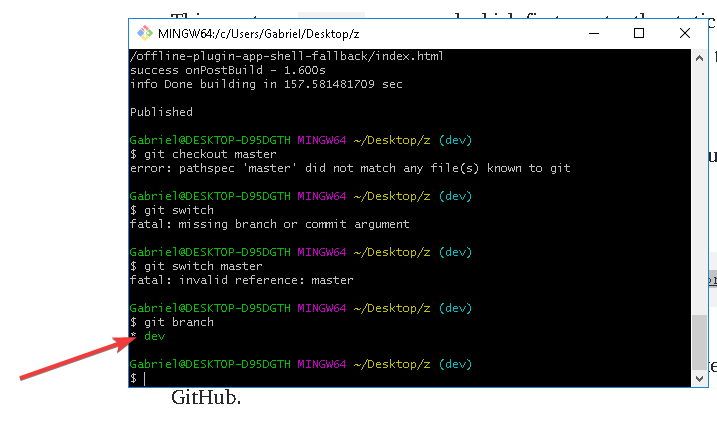 MINGW64:/c/Users/Gabriel/Desktop/z
/offline-plugin-app-shell-fallback/index.html
success onPostBuild - 1.600s
info Done building in 157.581481709 sec
Published
Gabriel@DESKTOP-D95DGTH MINGW64 ~/Desktop/z (dev)
$ git checkout master
error: pathspec 'master' did not match any file(s) known to git
Gabriel@DESKTOP-D95DGTH MINGW64 ~/Desktop/z (dev)
$ git switch
fatal: missing branch or commit argument
Gabriel@DESKTOP-D95DGTH MINGW64 ~/Desktop/z (dev)
$ git switch master
fatal: invalid reference: master
Gabriel@DESKTOP-D95DGTH MINGW64 ~/Desktop/z (dev)
$ git branch
* dev
Gabriel@DESKTOP-D95DGTH MINGW64 ~/Desktop/z (dev)
$
GitHub.